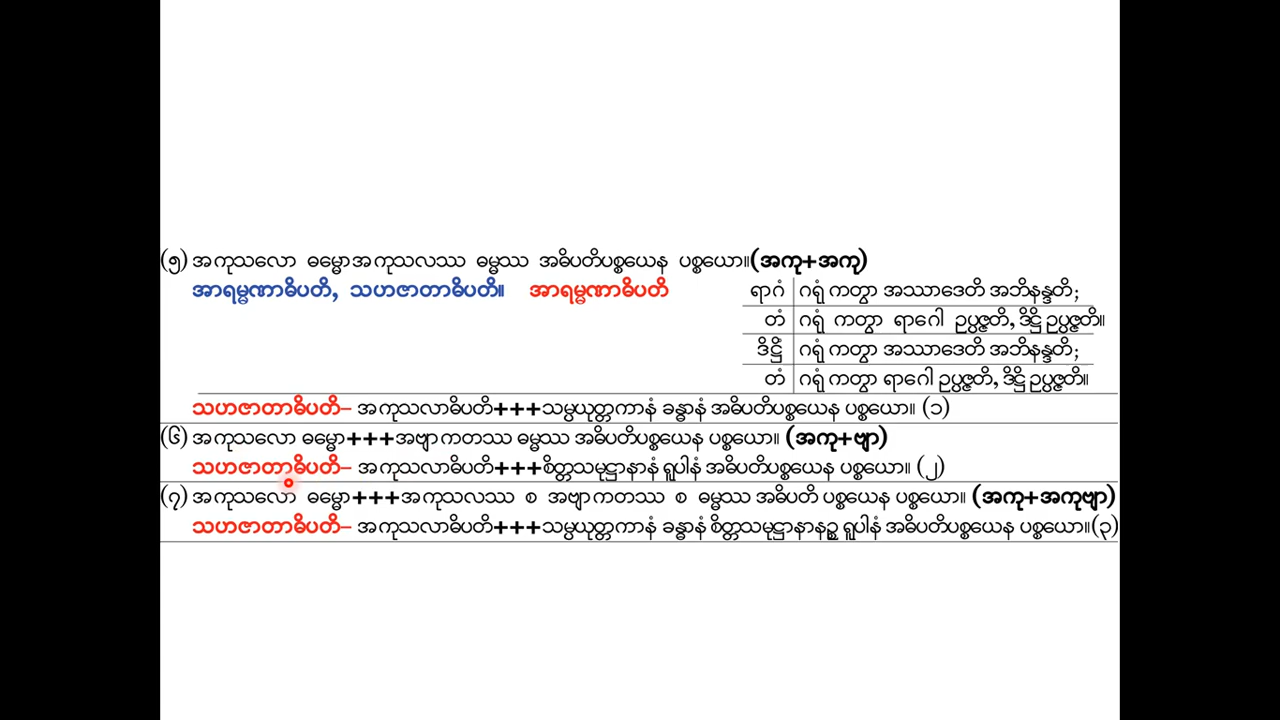 (၅) အကုသလော ဓမ္မောအကုသလဿ ဓမ္မဿ အဓိပတိပစ္စယေန ပစ္စယော။(အကု+အကု)
အာရမ္မဏာဓိပတိ, သဟဇာတာဓိပတိ။ အာရမ္မဏာဓိပတိ ရာဂံ ဂရုံ ကတွာ အဿာဒေတိ အဘိနန္ဒတိ;
တံ ဂရုံ ကတွာ ရာဂေါ ဥပ္ပဇ္ဇတိ, ဒိဋ္ဌိ ဥပ္ပဇ္ဇတိ။
ဒိဋ္ဌိံ ဂရုံ ကတွာ အဿာဒေတိ အဘိနန္ဒတိ;
တံ ဂရုံ ကတွာ ရာဂေါ ဥပ္ပဇ္ဇတိ, ဒိဋ္ဌိ ဥပ္ပဇ္ဇတိ။
သဟဇာတာဓိပတိ– အကုသလာဓိပတိ+++သမ္ပယုတ္တကာနံ ခန္ဓာနံ အဓိပတိပစ္စယေန ပစ္စယော။ (၁)
(၆) အကုသလော ဓမ္မော+++အဗျာကတဿ ဓမ္မဿ အဓိပတိပစ္စယေန ပစ္စယော။ (အကု+ဗျာ)
သဟဇာတာဓိပတိ– အကုသလာဓိပတိ+++စိတ္တသမုဋ္ဌာနာနံ ရူပါနံ အဓိပတိပစ္စယေန ပစ္စယော။ (၂)
(၇) အကုသလော ဓမ္မော+++အကုသလဿ စ အဗျာကတဿ စ ဓမ္မဿ အဓိပတိ ပစ္စယေန ပစ္စယော။ (အကု+အကုဗျာ)
သဟဇာတာဓိပတိ– အကုသလာဓိပတိ+++သမ္ပယုတ္တကာနံ ခန္ဓာနံ စိတ္တသမုဋ္ဌာနာနဉ္စ ရူပါနံ အဓိပတိပစ္စယေန ပစ္စယော။(၃)